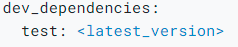 dev_dependencies:
  test: <latest_version>